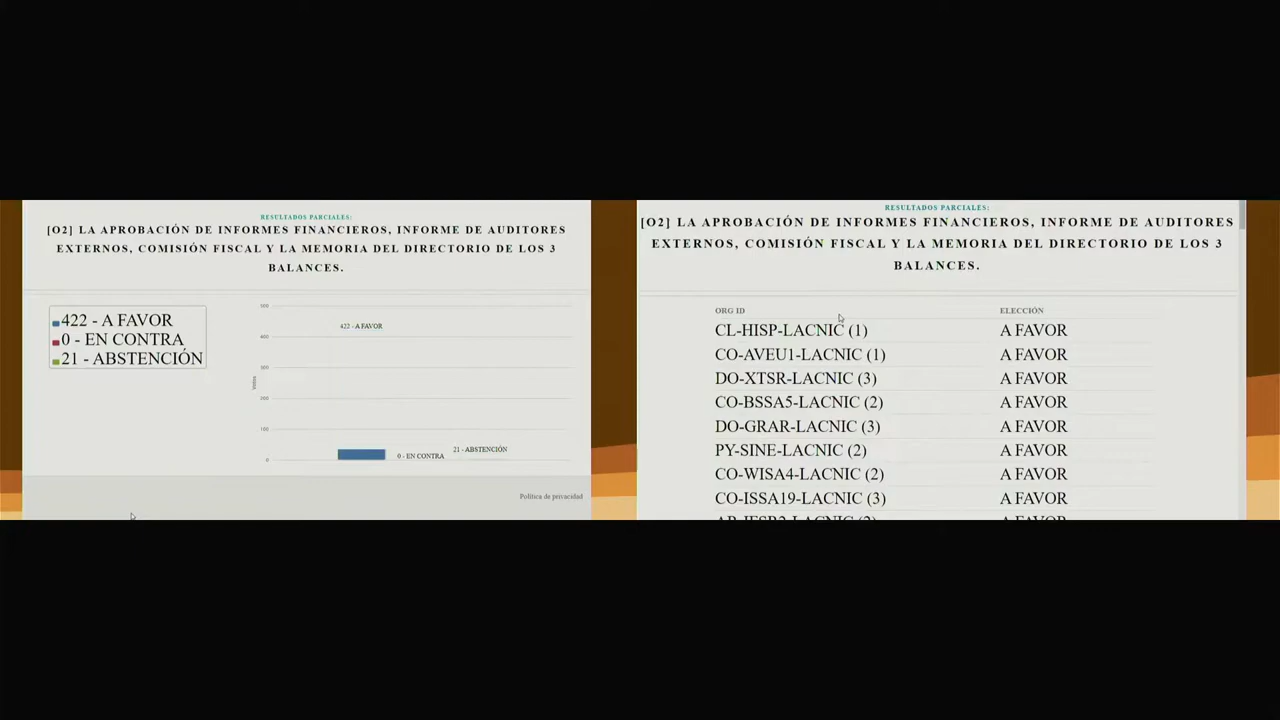 RESULTADOS PARCIALES:
[O2] LA APROBACIÓN DE INFORMES FINANCIEROS, INFORME DE AUDITORES
EXTERNOS, COMISIÓN FISCAL Y LA MEMORIA DEL DIRECTORIO DE LOS 3
BALANCES.
422 - A FAVOR
0 - EN CONTRA
21 - ABSTENCIÓN
Votos
500
400
300
200
100
0
422 - A FAVOR
0 - EN CONTRA
21 - ABSTENCIÓN
Política de privacidad
RESULTADOS PARCIALES:
[O2] LA APROBACIÓN DE INFORMES FINANCIEROS, INFORME DE AUDITORES
EXTERNOS, COMISIÓN FISCAL Y LA MEMORIA DEL DIRECTORIO DE LOS 3
BALANCES.
ORG ID ELECCIÓN
CL-HISP-LACNIC (1) A FAVOR
CO-AVEU1-LACNIC (1) A FAVOR
DO-XTSR-LACNIC (3) A FAVOR
CO-BSSA5-LACNIC (2) A FAVOR
DO-GRAR-LACNIC (3) A FAVOR
PY-SINE-LACNIC (2) A FAVOR
CO-WISA4-LACNIC (2) A FAVOR
CO-ISSA19-LACNIC (3) A FAVOR